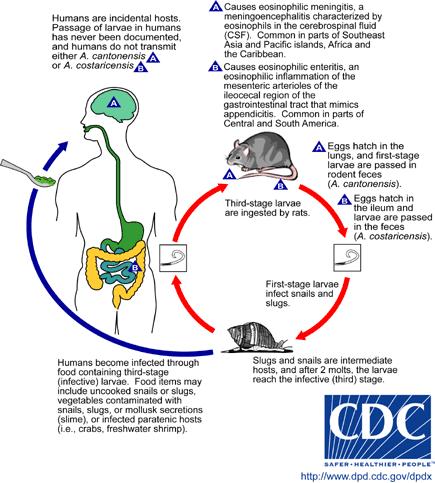 Humans are incidental hosts.
Passage of larvae in humans
has never been documented,
and humans do not transmit
either A. cantonensis A
or A. costaricensis B
A Causes eosinophilic meningitis, a
meningoencephalitis characterized by
eosinophils in the cerebrospinal fluid
(CSF). Common in parts of Southeast
Asia and Pacific islands, Africa and
the Caribbean.
B Causes eosinophilic enteritis, an
eosinophilic inflammation of the
mesenteric arterioles of the
ileocecal region of the
gastrointestinal tract that mimics
appendicitis. Common in parts of
Central and South America.
A
A
B
A Eggs hatch in the
lungs, and first-stage
larvae are passed in
rodent feces
(A. cantonensis).
B Eggs hatch in
the ileum and
larvae are passed
in the feces
(A. costaricensis).
Third-stage larvae
are ingested by rats.
B
First-stage larvae
infect snails and
slugs.
Slugs and snails are intermediate
hosts, and after 2 molts, the larvae
reach the infective (third) stage.
Humans become infected through
food containing third-stage
(infective) larvae. Food items may
include uncooked snails or slugs,
vegetables contaminated with
snails, slugs, or mollusk secretions
(slime), or infected paratenic hosts
(i.e., crabs, freshwater shrimp).
CDC
SAFER • HEALTHIER • PEOPLE™
http://www.dpd.cdc.gov/dpdx